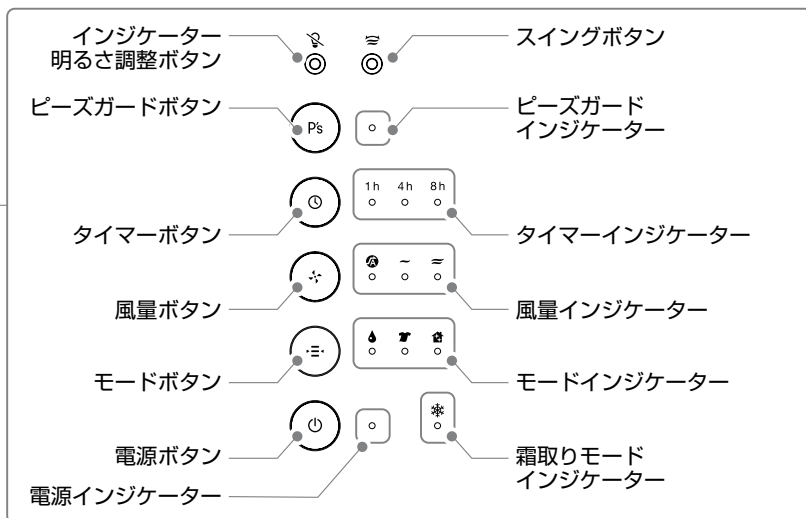 インジケーター
明るさ調整ボタン
スイングボタン
ピーズガードボタン
P's
ピーズガード
インジケーター
1h 4h 8h
タイマーボタン
タイマーインジケーター
A
風量ボタン
風量インジケーター
モードボタン
モードインジケーター
電源ボタン
霜取りモード
インジケーター
電源インジケーター